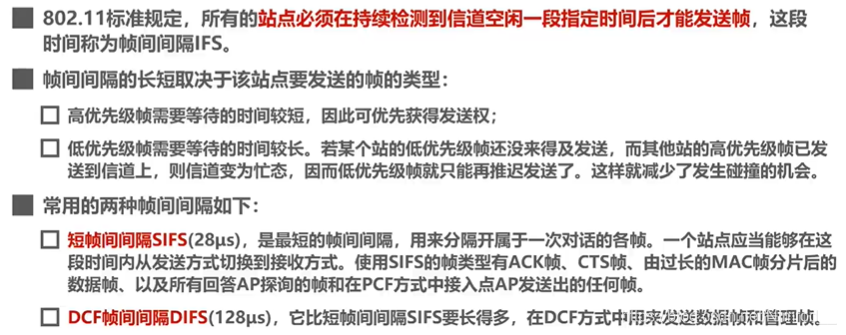 802.11标准规定，所有的站点必须在持续检测到信道空闲一段指定时间后才能发送帧，这段
时间称为帧间间隔IFS。
帧间间隔的长短取决于该站点要发送的帧的类型：
高优先级帧需要等待的时间较短，因此可优先获得发送权；
低优先级帧需要等待的时间较长。若某个站的低优先级帧还没来得及发送，而其他站的高优先级帧已发
送到信道上，则信道变为忙态，因而低优先级帧就只能再推迟发送了。这样就减少了发生碰撞的机会。
常用的两种帧间间隔如下：
短帧间间隔SIFS(28μs)，是最短的帧间间隔，用来分隔开属于一次对话的各帧。一个站点应当能够在这
段时间内从发送方式切换到接收方式。使用SIFS的帧类型有ACK帧、CTS帧、由过长的MAC帧分片后的
数据帧、以及所有回答AP探询的帧和在PCF方式中接入点AP发送出的任何帧。
DCF帧间间隔DIFS(128μs)，它比短帧间间隔SIFS要长得多，在DCF方式中用来发送数据帧和管理帧。